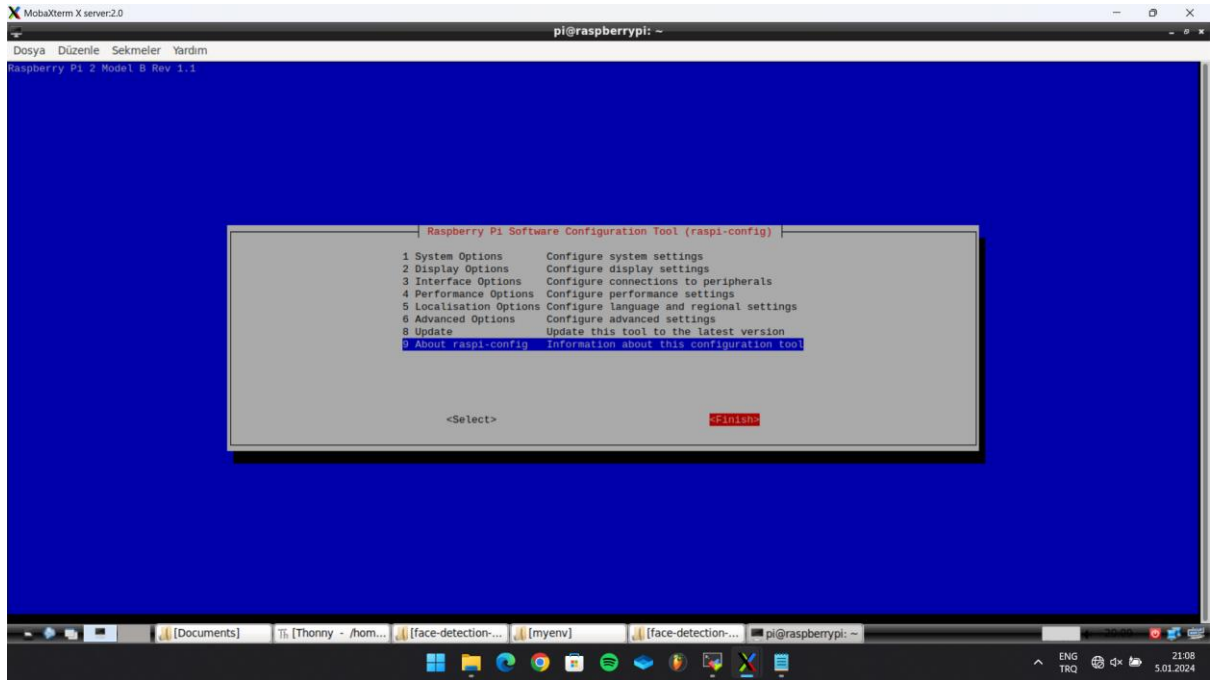 MobaXterm X server:2.0
pi@raspberrypi: ~
Dosya Düzenle Sekmeler Yardım
Raspberry Pi 2 Model B Rev 1.1
Raspberry Pi Software Configuration Tool (raspi-config)
1 System Options Configure system settings
2 Display Options Configure display settings
3 Interface Options Configure connections to peripherals
4 Performance Options Configure performance settings
5 Localisation Options Configure language and regional settings
6 Advanced Options Configure advanced settings
8 Update Update this tool to the latest version
9 About raspi-config Information about this configuration tool
<Select> <Finish>
[Documents] Th [Thonny - /hom... [face-detection-... [myenv] [face-detection-... pi@raspberrypi: ~
ENG 21:08
TRQ 5.01.2024